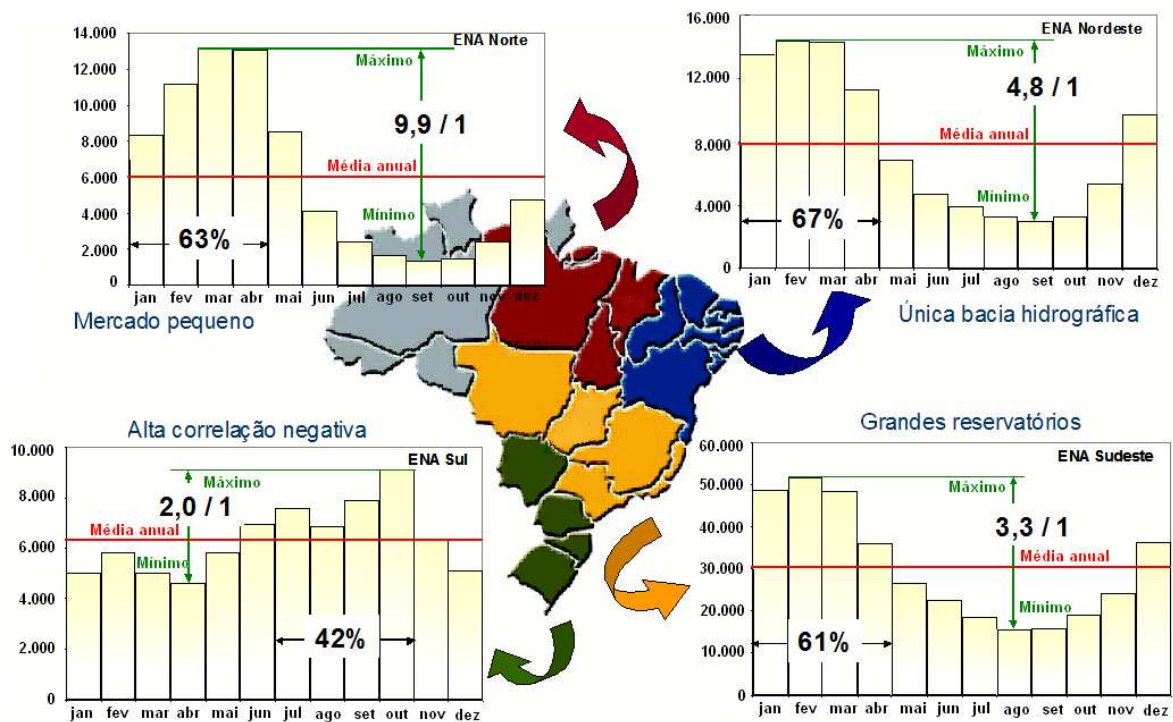 14.000
12.000
10.000
8.000
6.000
4.000
2.000
0
ENA Norte
Máximo
9,9 / 1
Média anual
Mínimo
63%
jan fev mar abr mai jun jul ago set out nov dez
Mercado pequeno
16.000
12.000
8.000
4.000
0
ENA Nordeste
Máximo
4,8 / 1
Média anual
Mínimo
67%
jan fev mar abr mai jun jul ago set out nov dez
Única bacia hidrográfica
Alta correlação negativa
10.000
8.000
6.000
4.000
2.000
0
ENA Sul
Máximo
2,0 / 1
Média anual
Mínimo
42%
jan fev mar abr mai jun jul ago set out nov dez
Grandes reservatórios
60.000
50.000
40.000
30.000
20.000
10.000
0
ENA Sudeste
Máximo
3,3 / 1
Média anual
Mínimo
61%
jan fev mar abr mai jun jul ago set out nov dez